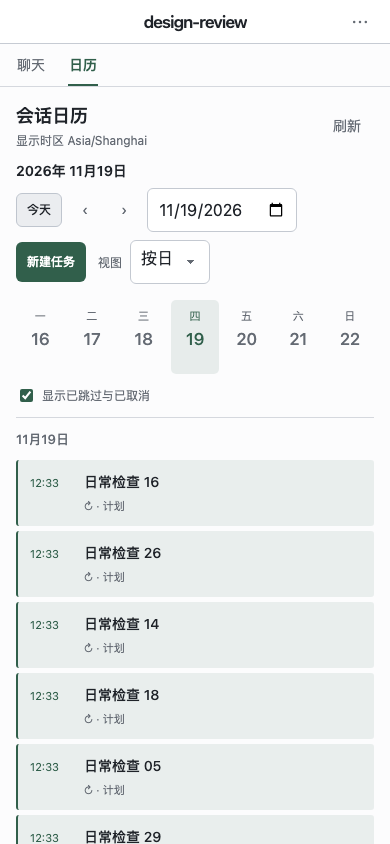 design-review
聊天 日历
会话日历
显示时区 Asia/Shanghai
刷新
2026年 11月19日
今天 ‹ › 11/19/2026
新建任务 视图 按日
一 二 三 四 五 六 日
16 17 18 19 20 21 22
显示已跳过与已取消
11月19日
12:33 日常检查 16
↻ · 计划
12:33 日常检查 26
↻ · 计划
12:33 日常检查 14
↻ · 计划
12:33 日常检查 18
↻ · 计划
12:33 日常检查 05
↻ · 计划
12:33 日常检查 29